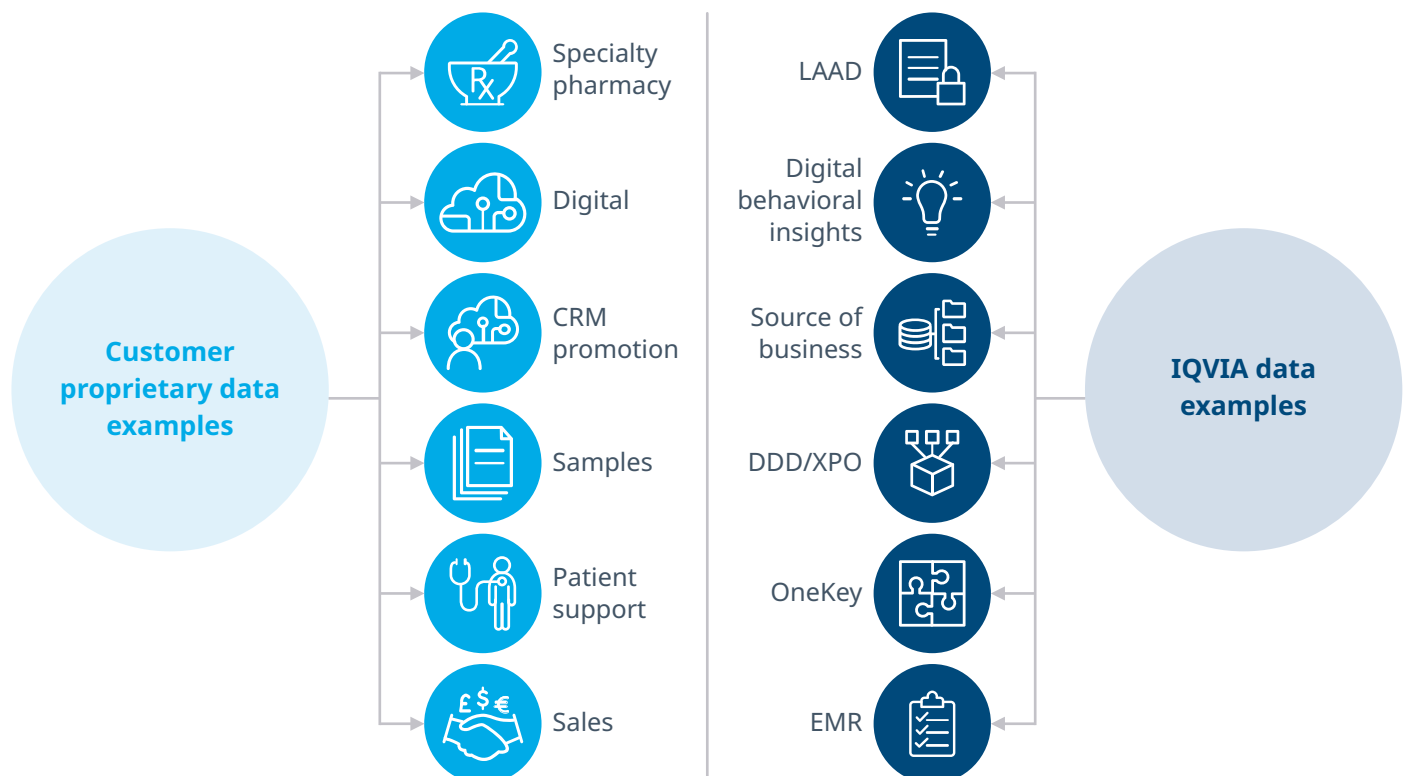 Customer
proprietary data
examples
Specialty
pharmacy
Digital
CRM
promotion
Samples
Patient
support
£ $ €
Sales
Rx
LAAD
Digital
behavioral
insights
Source of
business
DDD/XPO
OneKey
EMR
IQVIA data
examples